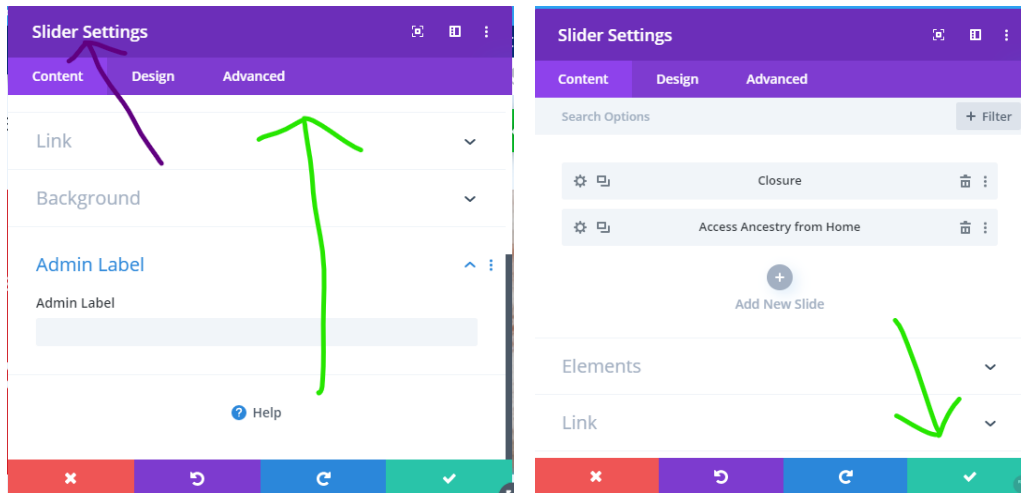 Slider Settings
Content Design Advanced
Link
Background
Admin Label
Admin Label
? Help
Slider Settings
Content Design Advanced
Search Options + Filter
Closure
Access Ancestry from Home
Add New Slide
Elements
Link